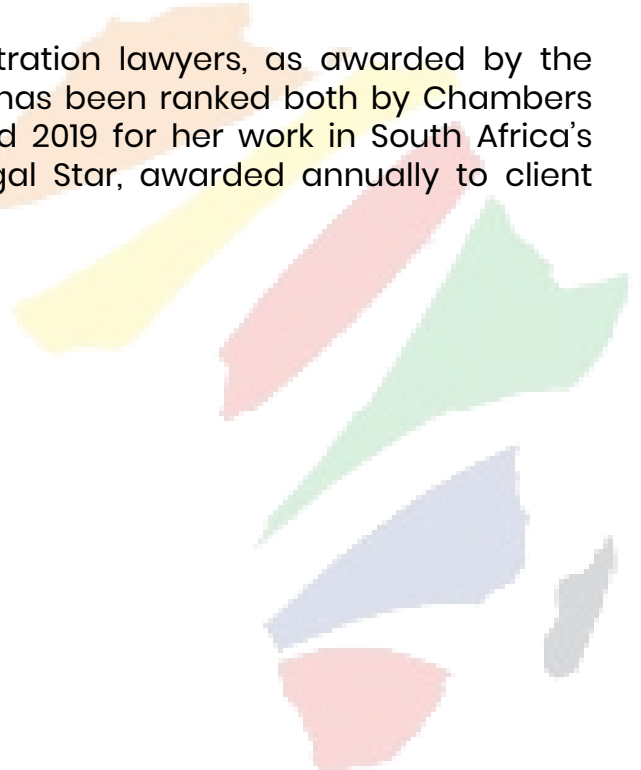 tration lawyers, as awarded by the
has been ranked both by Chambers
d 2019 for her work in South Africa’s
gal Star, awarded annually to client